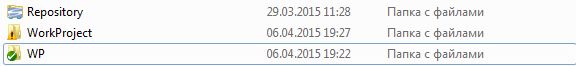 Repository 29.03.2015 11:28 Папка с файлами
WorkProject 06.04.2015 19:27 Папка с файлами
WP 06.04.2015 19:22 Папка с файлами